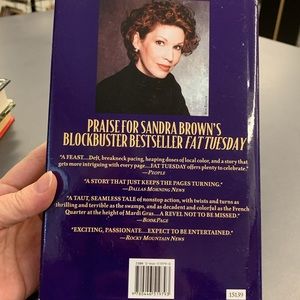 PRAISE FOR SANDRA BROWN'S
BLOCKBUSTER BESTSELLER FAT TUESDAY
"A FEAST....Deft, breakneck pacing, heaping doses of local color, and a story that
gets more intriguing with every page....FAT TUESDAY offers plenty to celebrate."
—PEOPLE
"A STORY THAT JUST KEEPS THE PAGES TURNING."
—DALLAS MORNING NEWS
"A TAUT, SEAMLESS TALE of nonstop action, with twists and turns as
thrilling and terrible as the swamps, and as decadent and colorful as the French
Quarter at the height of Mardi Gras....A REVEL NOT TO BE MISSED."
—BOOKPAGE
"EXCITING, PASSIONATE....EXPECT TO BE ENTERTAINED."
—ROCKY MOUNTAIN NEWS